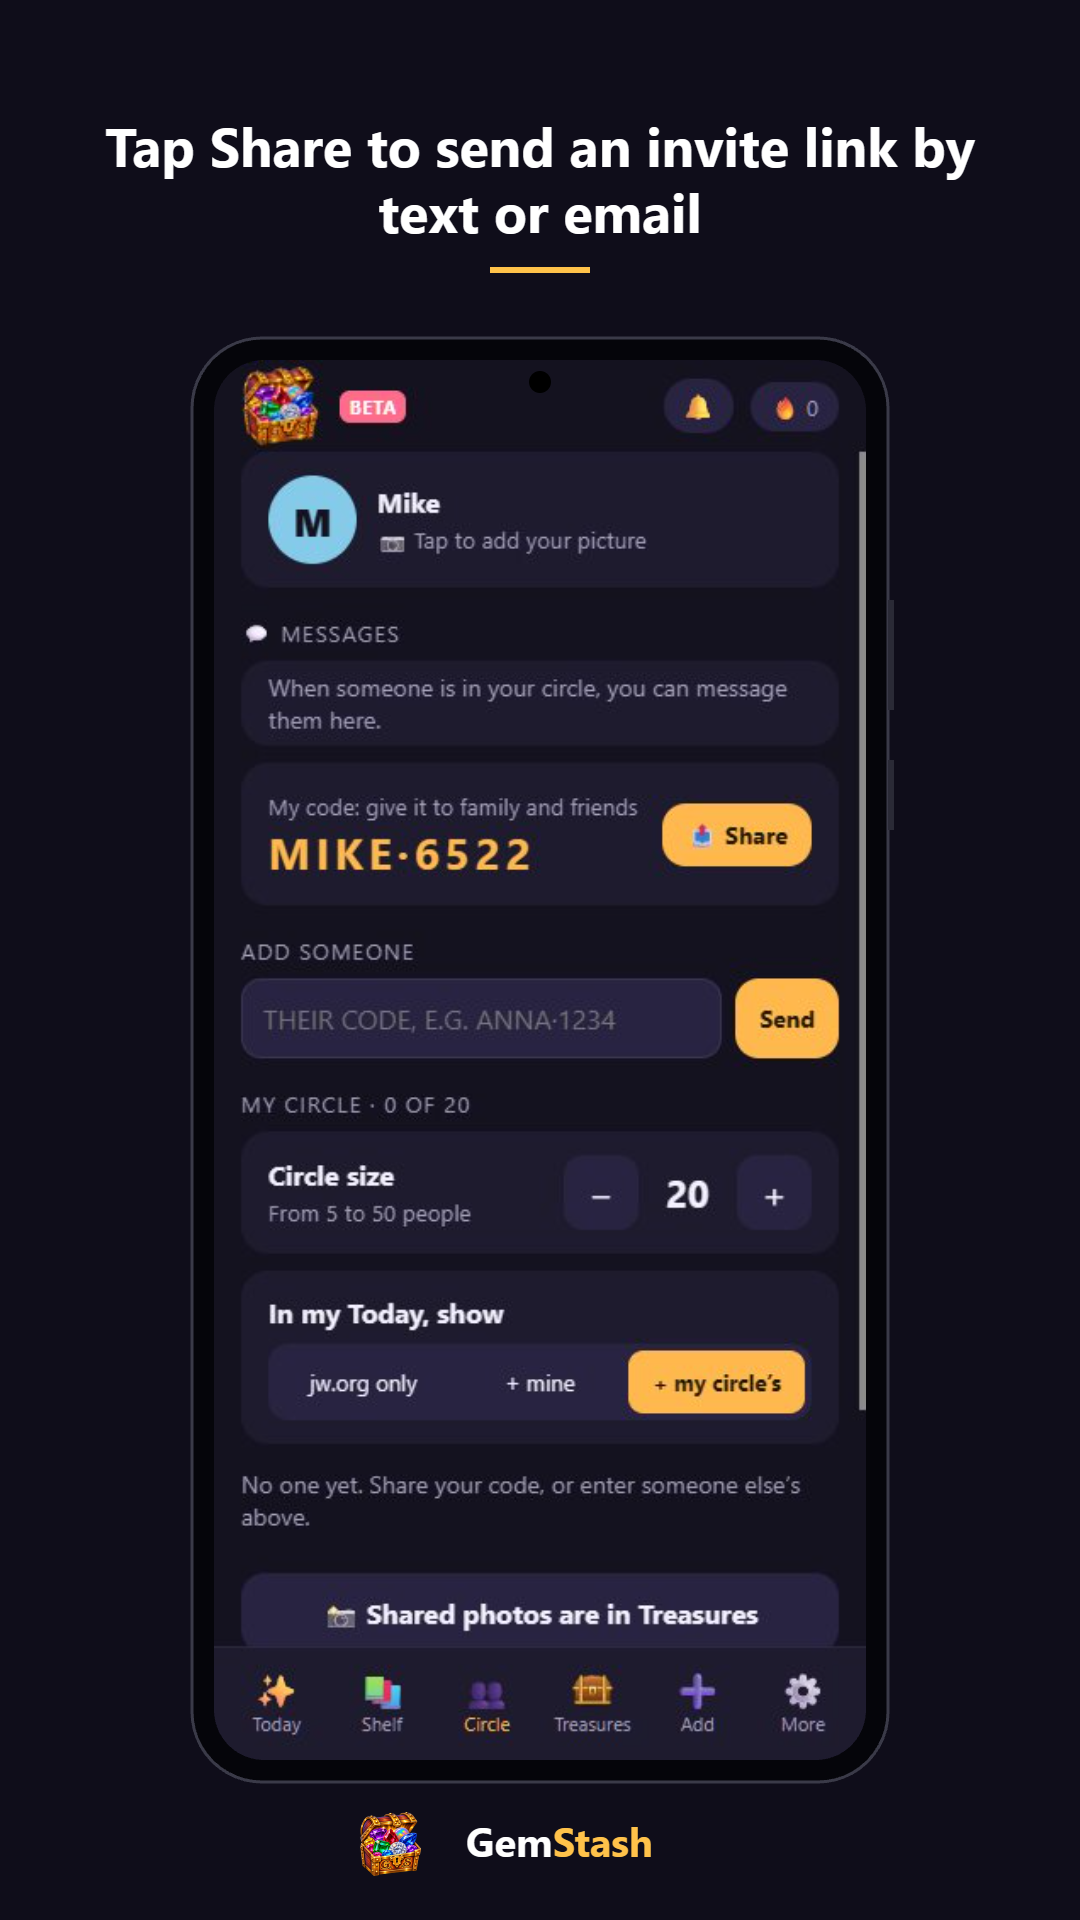 Tap Share to send an invite link by
text or email
BETA
0
M
Mike
Tap to add your picture
MESSAGES
When someone is in your circle, you can message
them here.
My code: give it to family and friends
MIKE·6522
Share
ADD SOMEONE
THEIR CODE, E.G. ANNA·1234
Send
MY CIRCLE · 0 OF 20
Circle size
From 5 to 50 people
− 20 +
In my Today, show
jw.org only
+ mine
+ my circle’s
No one yet. Share your code, or enter someone else’s
above.
Shared photos are in Treasures
Today
Shelf
Circle
Treasures
Add
More
GemStash